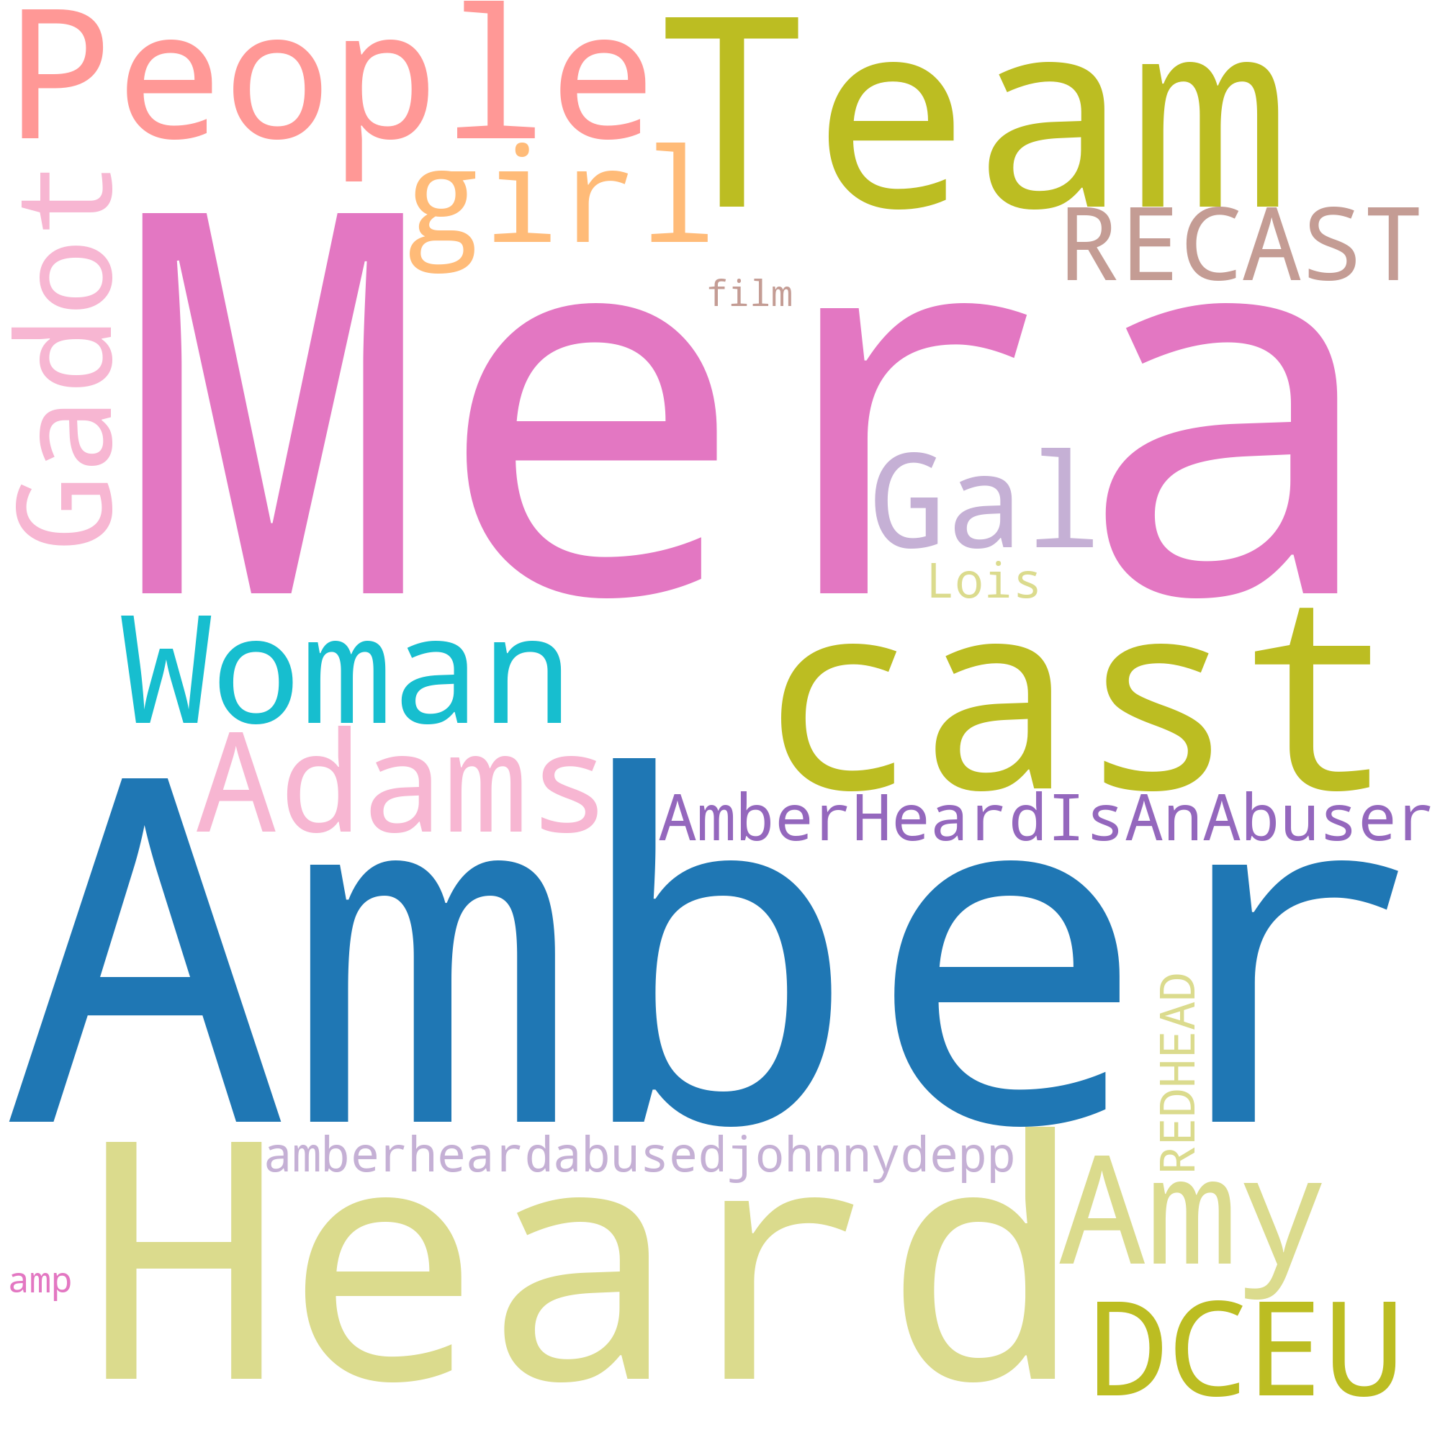 People
Team
girl
RECAST
Gadot
film
Mera
Gal
Lois
Woman
cast
Adams
AmberHeardIsAnAbuser
Amber
REDHEAD
amberheardabusedjohnnydepp
Heard
Amy
amp
DCEU